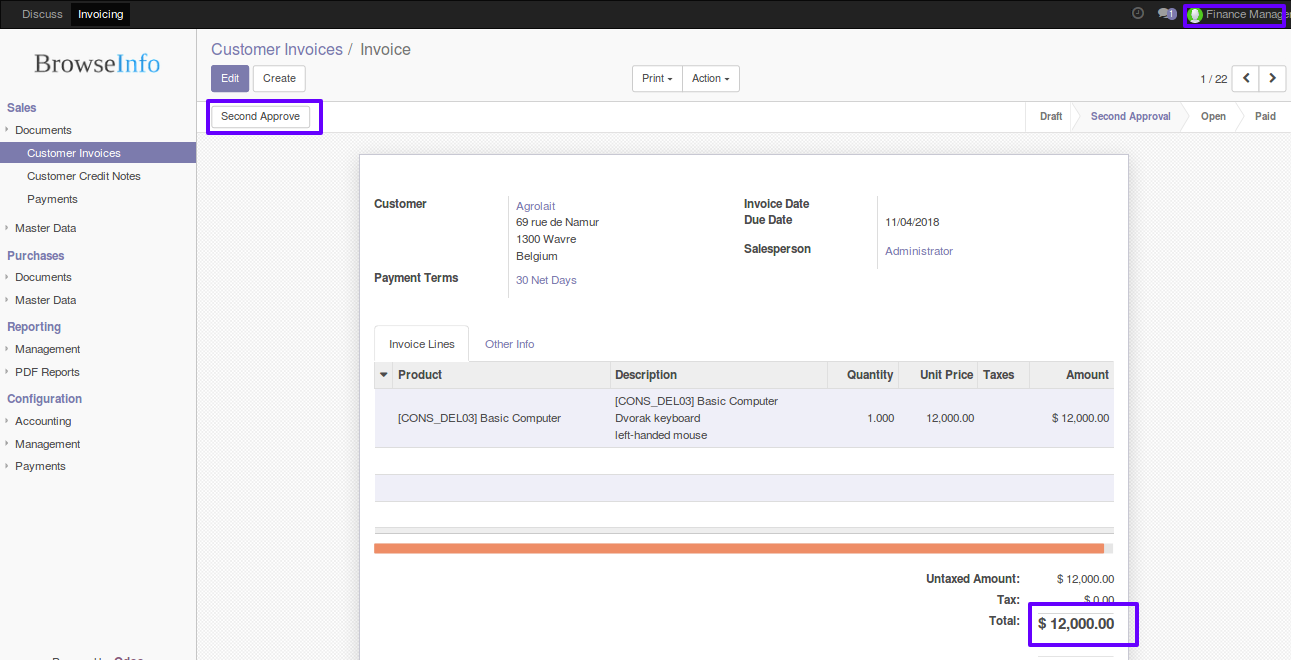 Discuss Invoicing 1 Finance Manager
BrowseInfo
Customer Invoices / Invoice
Edit Create Print Action 1 / 22
Second Approve Draft Second Approval Open Paid
Sales
Documents
Customer Invoices
Customer Credit Notes
Payments
Master Data
Purchases
Documents
Master Data
Reporting
Management
PDF Reports
Configuration
Accounting
Management
Payments
Customer
Agrolait
69 rue de Namur
1300 Wavre
Belgium
Payment Terms 30 Net Days
Invoice Date
Due Date 11/04/2018
Salesperson Administrator
Invoice Lines Other Info
Product Description Quantity Unit Price Taxes Amount
[CONS_DEL03] Basic Computer
[CONS_DEL03] Basic Computer
Dvorak keyboard
left-handed mouse
1.000 12,000.00 $ 12,000.00
Untaxed Amount: $ 12,000.00
Tax: $ 0.00
Total: $ 12,000.00